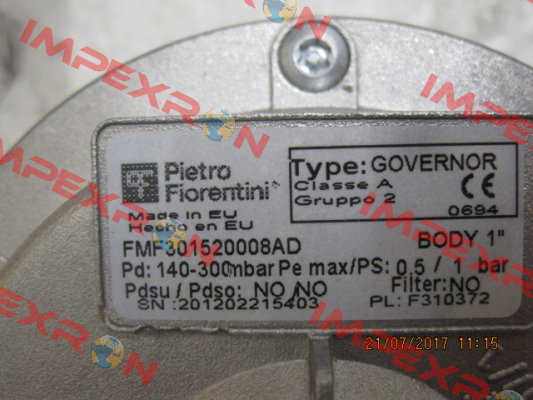 Pietro
Fiorentini
Made in EU
Hecho en EU
Type: GOVERNOR
Classe A
Gruppo 2
CE
0694
FMF301520008AD BODY 1"
Pd: 140-300mbar Pe max/PS: 0.5 / 1 bar
Pdsu / Pdso: NO/NO Filter:NO
SN:201202215403 PL: F310372
21/07/2017 11:15
IMPEXRON
IMPEXRON
IMPEXRON
IMPEXRON
IMPEXRON